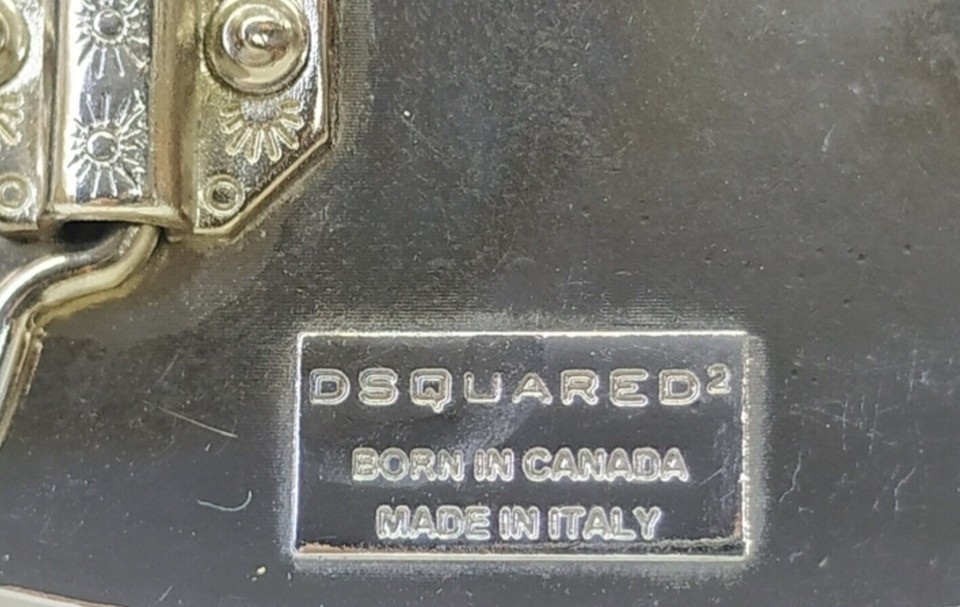 DSQUARED²
BORN IN CANADA
MADE IN ITALY